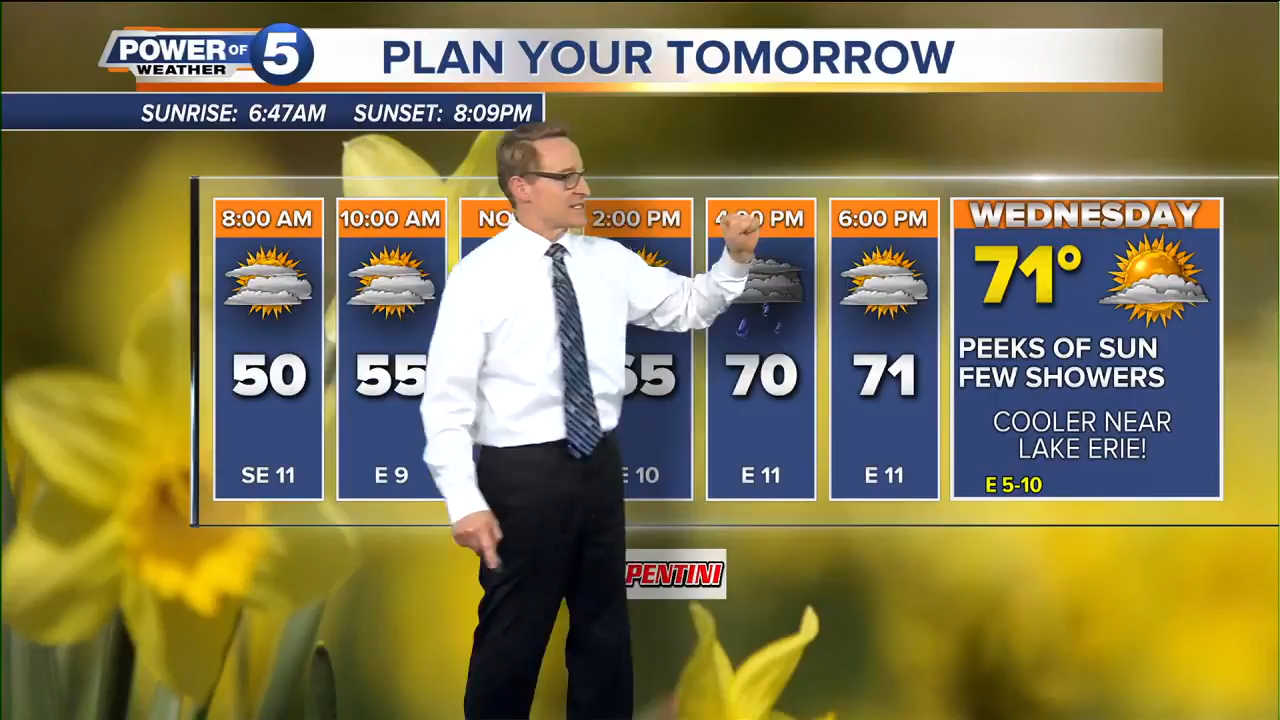 POWER OF 5
WEATHER
PLAN YOUR TOMORROW
SUNRISE: 6:47AM SUNSET: 8:09PM
8:00 AM 10:00 AM 2:00 PM 6:00 PM WEDNESDAY
71°
PEEKS OF SUN
50 55 70 71
FEW SHOWERS
COOLER NEAR
LAKE ERIE!
SE 11 E 9 E 10 E 11 E 11
E 5-10